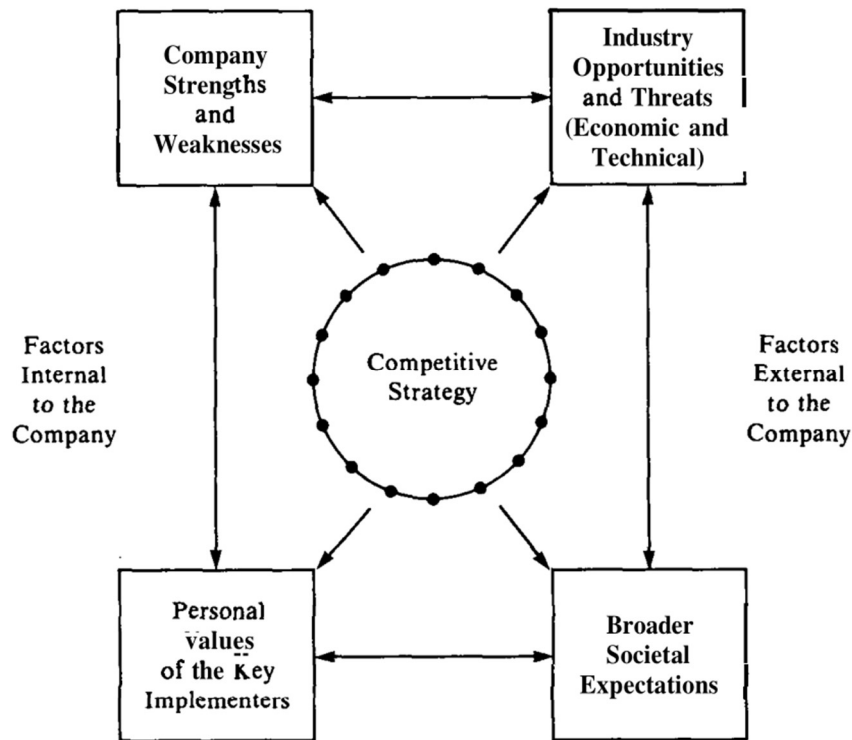 Company
Strengths
and
Weaknesses
Industry
Opportunities
and Threats
(Economic and
Technical)
Factors
Internal
to the
Company
Competitive
Strategy
Factors
External
to the
Company
Personal
values
of the Key
Implementers
Broader
Societal
Expectations